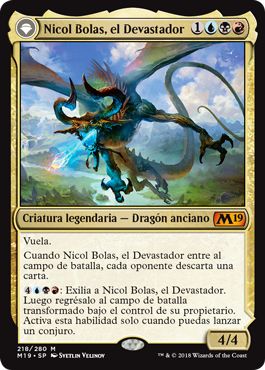 Nicol Bolas, el Devastador 1
Criatura legendaria — Dragón anciano M19
Vuela.
Cuando Nicol Bolas, el Devastador entre al
campo de batalla, cada oponente descarta una
carta.
4: Exilia a Nicol Bolas, el Devastador.
Luego regrésalo al campo de batalla
transformado bajo el control de su propietario.
Activa esta habilidad solo cuando puedas lanzar
un conjuro.
4/4
218/280 M
M19 • SP SVETLIN VELINOV
™ & © 2018 Wizards of the Coast